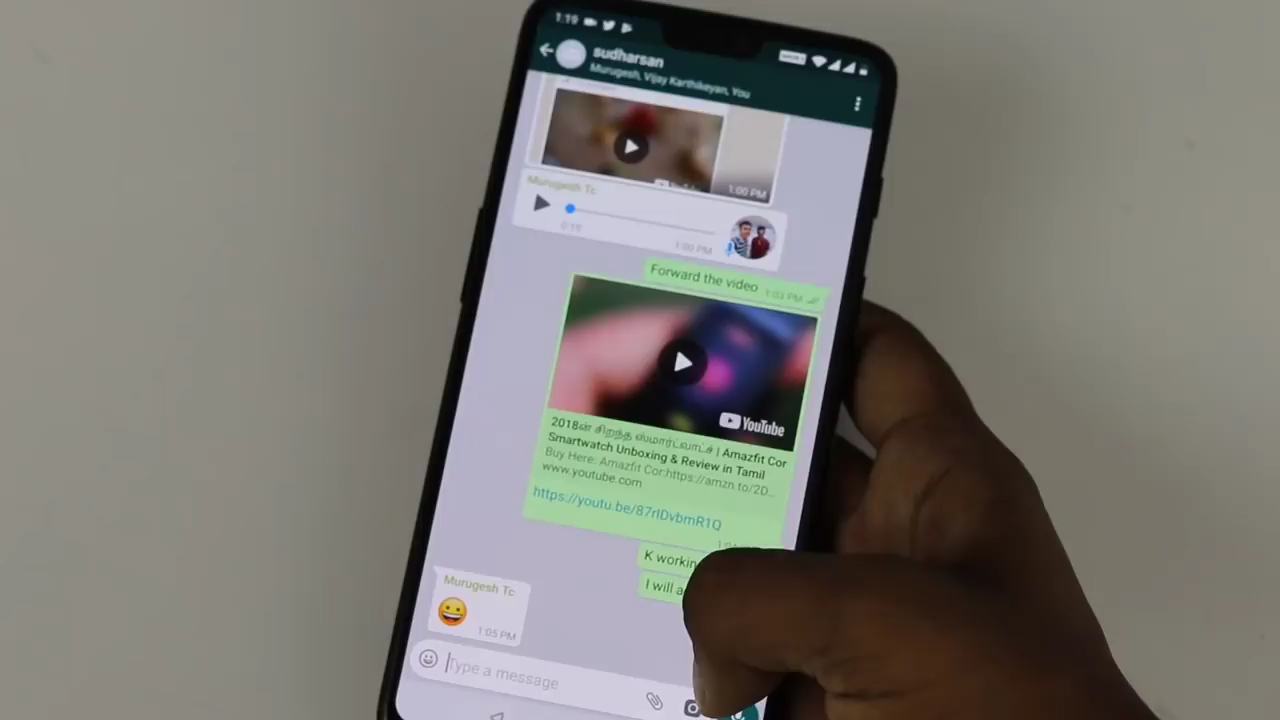 1:19
sudharsan
Murugesh, Vijay Karthikeyan, You
1:00 PM
Murugesh Tc
0:19
1:00 PM
Forward the video
1:03 PM
YouTube
2018ன் சிறந்த ஸ்மார்ட்வாட்ச் | Amazfit Cor
Smartwatch Unboxing & Review in Tamil
Buy Here: Amazfit Cor:https://amzn.to/2D...
www.youtube.com
https://youtu.be/87rIDvbmR1Q
K workin
I will a
Murugesh Tc
1:05 PM
Type a message